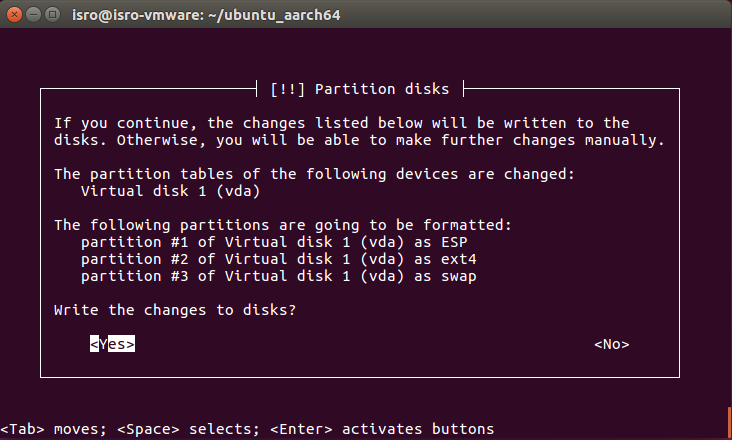 isro@isro-vmware: ~/ubuntu_aarch64
[!!] Partition disks
If you continue, the changes listed below will be written to the
disks. Otherwise, you will be able to make further changes manually.
The partition tables of the following devices are changed:
Virtual disk 1 (vda)
The following partitions are going to be formatted:
partition #1 of Virtual disk 1 (vda) as ESP
partition #2 of Virtual disk 1 (vda) as ext4
partition #3 of Virtual disk 1 (vda) as swap
Write the changes to disks?
<Yes> <No>
<Tab> moves; <Space> selects; <Enter> activates buttons